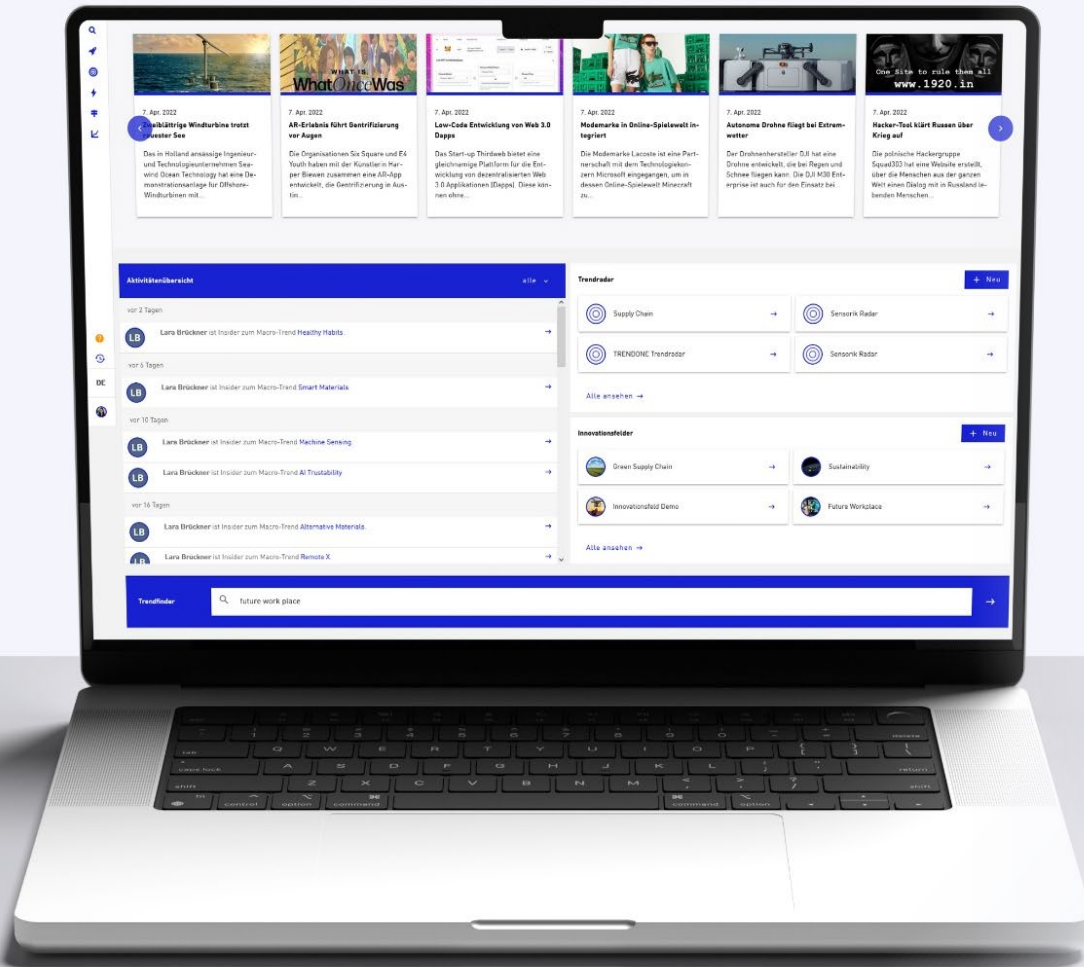 WHAT IS:
WhatOnceWas
One Site to rule them all
www.1920.in
7. Apr. 2022
Zweiblättrige Windturbine trotzt
rauester See
Das in Holland ansässige Ingenieur-
und Technologieunternehmen Sea-
wind Ocean Technology hat eine De-
monstrationsanlage für Offshore-
Windturbinen mit...
7. Apr. 2022
AR-Erlebnis führt Gentrifizierung
vor Augen
Die Organisationen Six Square und E4
Youth haben mit der Künstlerin Har-
per Biewen zusammen eine AR-App
entwickelt, die Gentrifizierung in Aus-
tin...
7. Apr. 2022
Low-Code Entwicklung von Web 3.0
Dapps
Das Start-up Thirdweb bietet eine
gleichnamige Plattform für die Ent-
wicklung von dezentralisierten Web
3.0 Applikationen (Dapps). Diese kön-
nen ohne...
7. Apr. 2022
Modemarke in Online-Spielewelt in-
tegriert
Die Modemarke Lacoste ist eine Part-
nerschaft mit dem Technologiekon-
zern Microsoft eingegangen, um in
dessen Online-Spielewelt Minecraft
zu...
7. Apr. 2022
Autonome Drohne fliegt bei Extrem-
wetter
Der Drohnenhersteller DJI hat eine
Drohne entwickelt, die bei Regen und
Schnee fliegen kann. Die DJI M30 Ent-
erprise ist auch für den Einsatz bei...
7. Apr. 2022
Hacker-Tool klärt Russen über
Krieg auf
Die polnische Hackergruppe
Squad303 hat eine Website erstellt,
über die Menschen aus der ganzen
Welt einen Dialog mit in Russland le-
benden Menschen...
DE
Aktivitätenübersicht
alle
vor 2 Tagen
LB
Lara Brückner ist Insider zum Macro-Trend Healthy Habits.
vor 6 Tagen
LB
Lara Brückner ist Insider zum Macro-Trend Smart Materials
vor 10 Tagen
LB
Lara Brückner ist Insider zum Macro-Trend Machine Sensing
LB
Lara Brückner ist Insider zum Macro-Trend AI Trustability
vor 16 Tagen
LB
Lara Brückner ist Insider zum Macro-Trend Alternative Materials.
LB
Lara Brückner ist Insider zum Macro-Trend Remote X.
Trendradar
+ Neu
Supply Chain
Sensorik Radar
TRENDONE Trendradar
Sensorik Radar
Alle ansehen →
Innovationsfelder
+ Neu
Green Supply Chain
Sustainability
Innovationsfeld Demo
Future Workplace
Alle ansehen →
Trendfinder
future work place
delete
tab
Q W E R T Y U I O P
caps lock
A S D F G H J K L
return
shift
Z X C V B N M
shift
fn
control
option
command
command
option